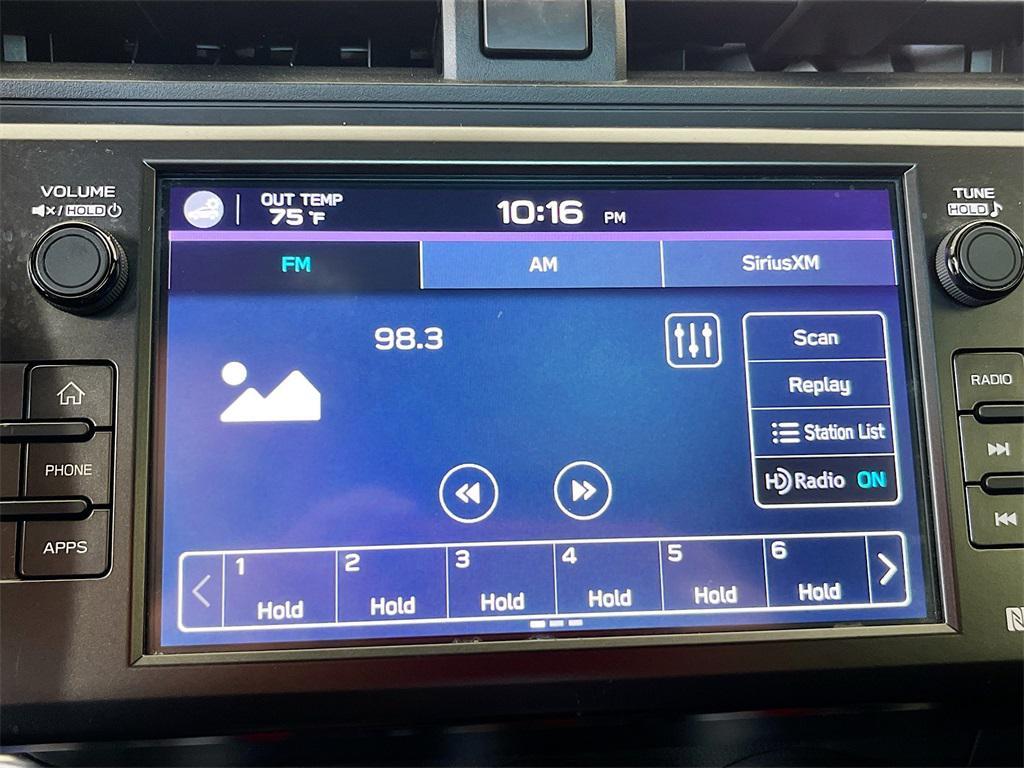 VOLUME
HOLD
OUT TEMP
75 °F
10:16 PM
TUNE
HOLD
FM
AM
SiriusXM
98.3
Scan
Replay
Station List
HD Radio ON
PHONE
APPS
RADIO
1
2
3
4
5
6
Hold
Hold
Hold
Hold
Hold
Hold